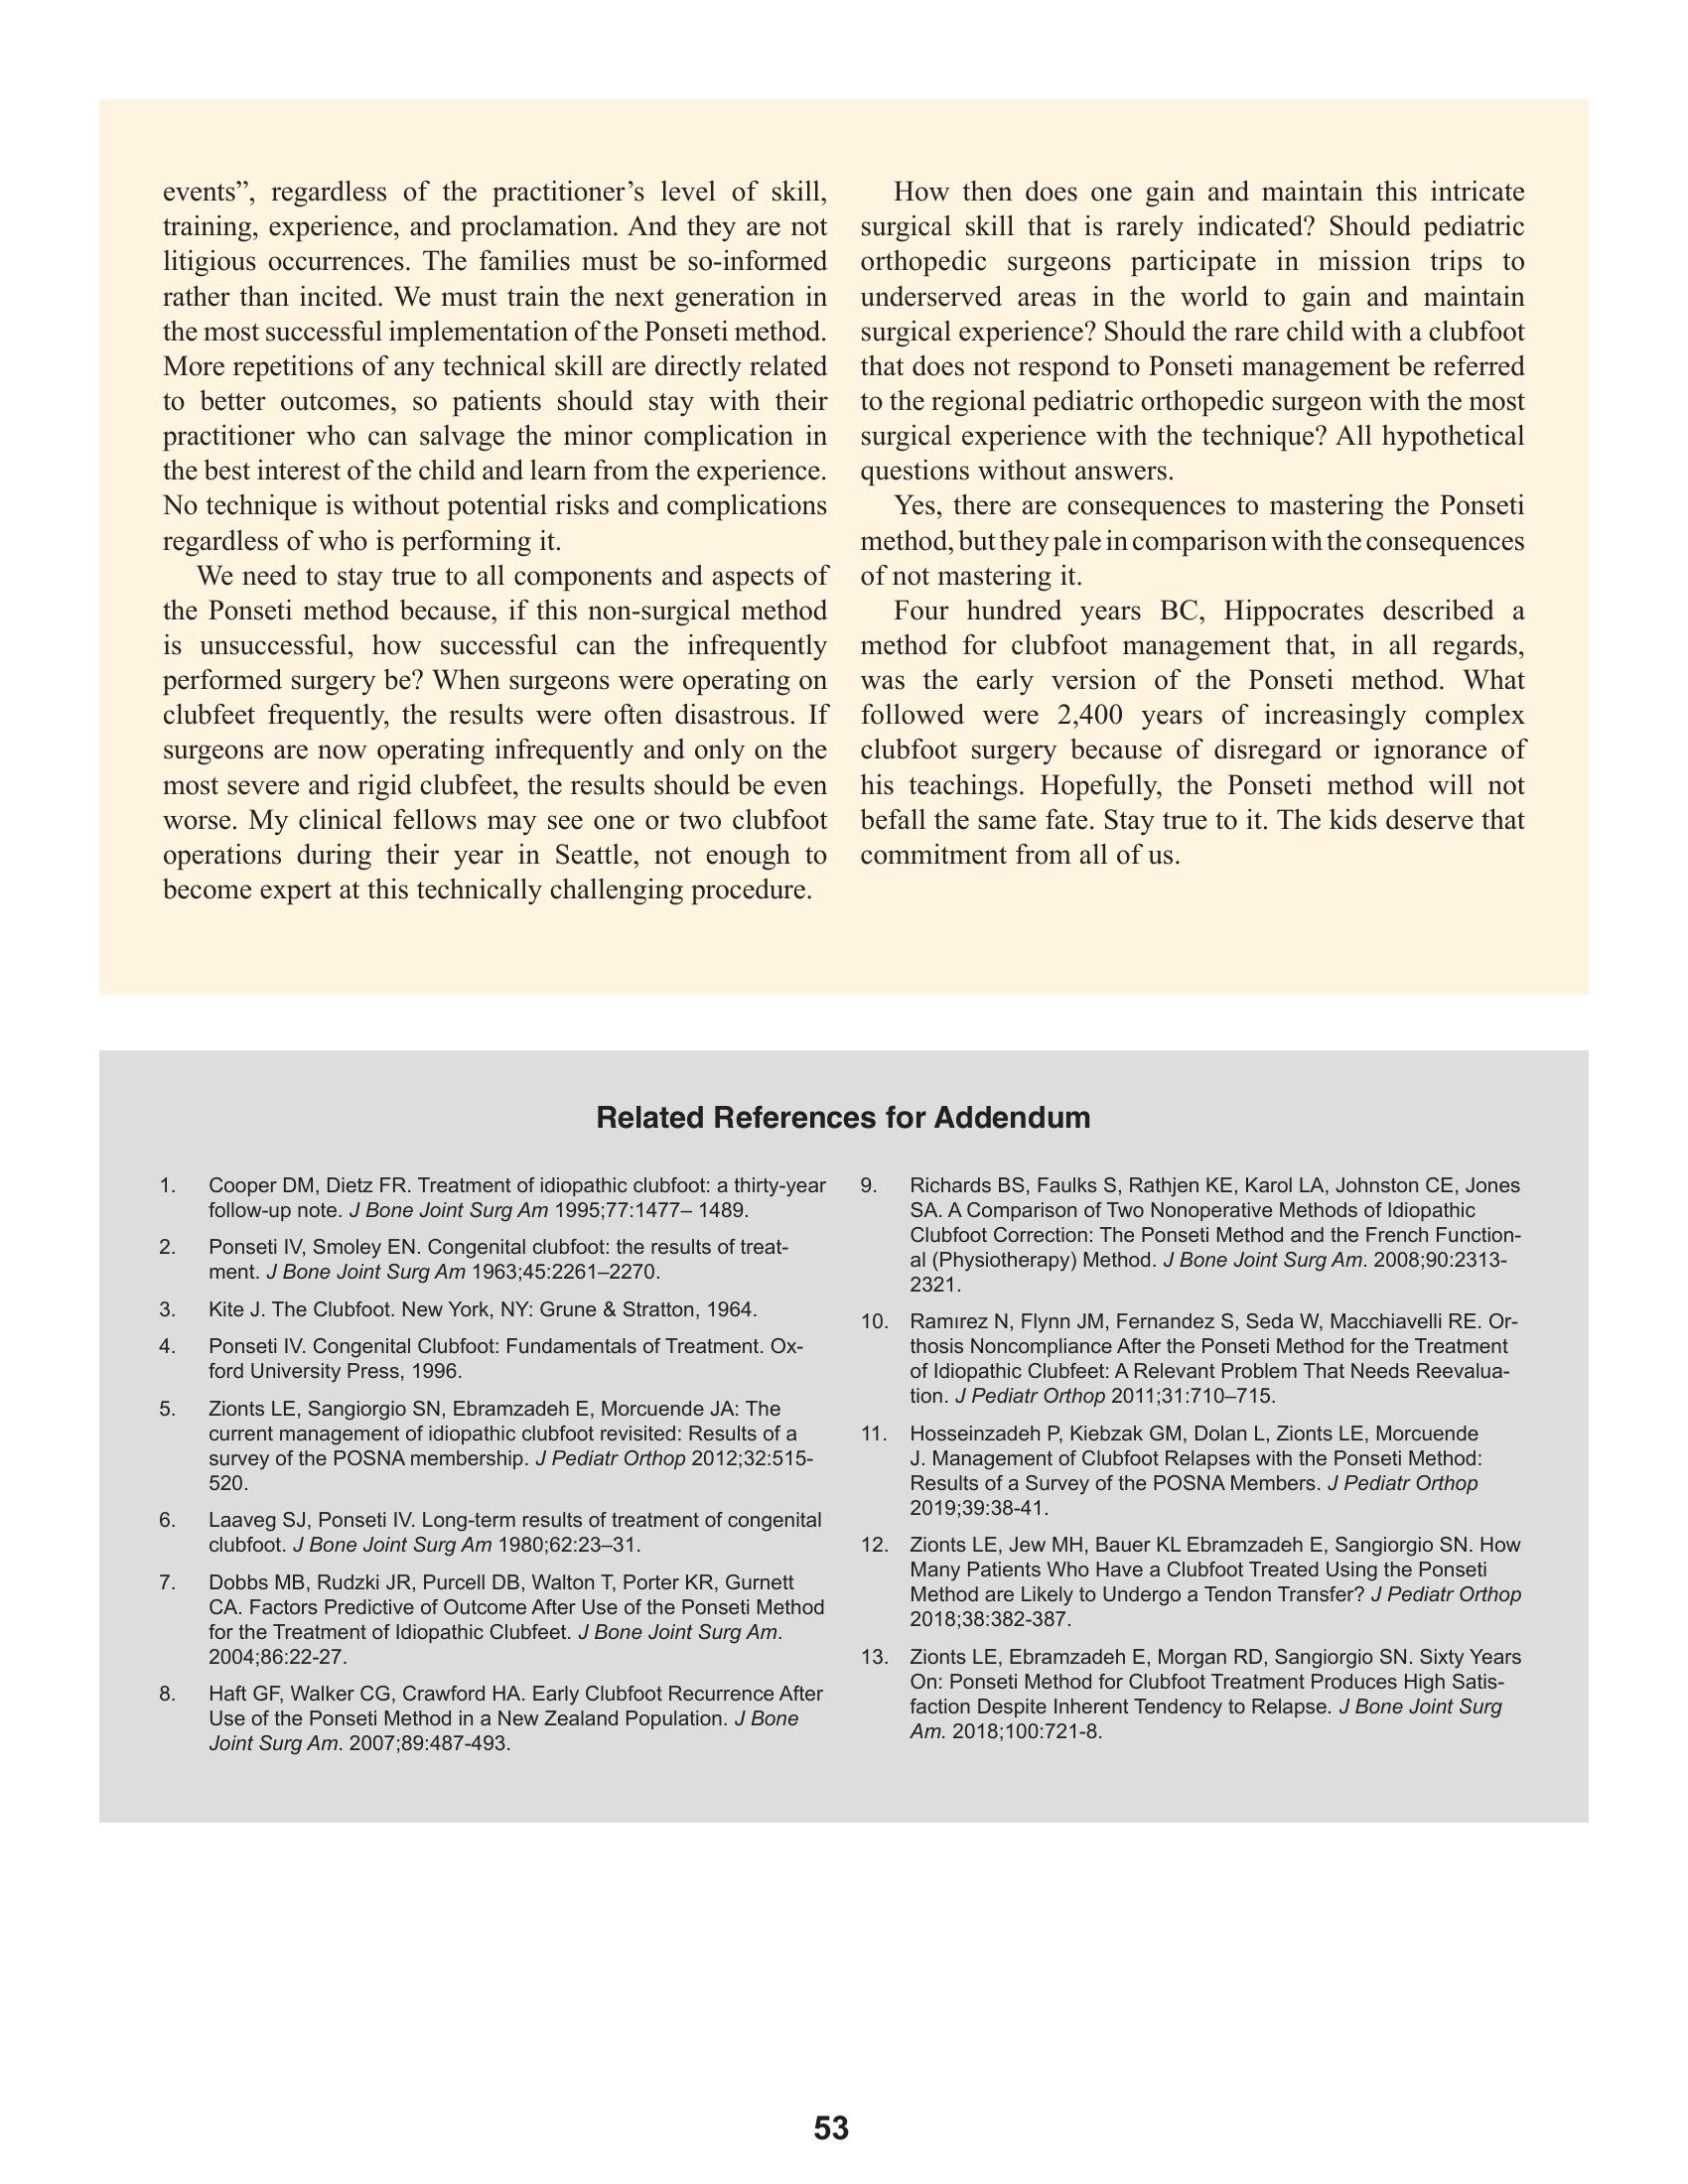 events”, regardless of the practitioner’s level of skill,
training, experience, and proclamation. And they are not
litigious occurrences. The families must be so-informed
rather than incited. We must train the next generation in
the most successful implementation of the Ponseti method.
More repetitions of any technical skill are directly related
to better outcomes, so patients should stay with their
practitioner who can salvage the minor complication in
the best interest of the child and learn from the experience.
No technique is without potential risks and complications
regardless of who is performing it.
We need to stay true to all components and aspects of
the Ponseti method because, if this non-surgical method
is unsuccessful, how successful can the infrequently
performed surgery be? When surgeons were operating on
clubfeet frequently, the results were often disastrous. If
surgeons are now operating infrequently and only on the
most severe and rigid clubfeet, the results should be even
worse. My clinical fellows may see one or two clubfoot
operations during their year in Seattle, not enough to
become expert at this technically challenging procedure.
How then does one gain and maintain this intricate
surgical skill that is rarely indicated? Should pediatric
orthopedic surgeons participate in mission trips to
underserved areas in the world to gain and maintain
surgical experience? Should the rare child with a clubfoot
that does not respond to Ponseti management be referred
to the regional pediatric orthopedic surgeon with the most
surgical experience with the technique? All hypothetical
questions without answers.
Yes, there are consequences to mastering the Ponseti
method, but they pale in comparison with the consequences
of not mastering it.
Four hundred years BC, Hippocrates described a
method for clubfoot management that, in all regards,
was the early version of the Ponseti method. What
followed were 2,400 years of increasingly complex
clubfoot surgery because of disregard or ignorance of
his teachings. Hopefully, the Ponseti method will not
befall the same fate. Stay true to it. The kids deserve that
commitment from all of us.
Related References for Addendum
1. Cooper DM, Dietz FR. Treatment of idiopathic clubfoot: a thirty-year
follow-up note. J Bone Joint Surg Am 1995;77:1477– 1489.
2. Ponseti IV, Smoley EN. Congenital clubfoot: the results of treat-
ment. J Bone Joint Surg Am 1963;45:2261–2270.
3. Kite J. The Clubfoot. New York, NY: Grune & Stratton, 1964.
4. Ponseti IV. Congenital Clubfoot: Fundamentals of Treatment. Ox-
ford University Press, 1996.
5. Zionts LE, Sangiorgio SN, Ebramzadeh E, Morcuende JA: The
current management of idiopathic clubfoot revisited: Results of a
survey of the POSNA membership. J Pediatr Orthop 2012;32:515-
520.
6. Laaveg SJ, Ponseti IV. Long-term results of treatment of congenital
clubfoot. J Bone Joint Surg Am 1980;62:23–31.
7. Dobbs MB, Rudzki JR, Purcell DB, Walton T, Porter KR, Gurnett
CA. Factors Predictive of Outcome After Use of the Ponseti Method
for the Treatment of Idiopathic Clubfeet. J Bone Joint Surg Am.
2004;86:22-27.
8. Haft GF, Walker CG, Crawford HA. Early Clubfoot Recurrence After
Use of the Ponseti Method in a New Zealand Population. J Bone
Joint Surg Am. 2007;89:487-493.
9. Richards BS, Faulks S, Rathjen KE, Karol LA, Johnston CE, Jones
SA. A Comparison of Two Nonoperative Methods of Idiopathic
Clubfoot Correction: The Ponseti Method and the French Function-
al (Physiotherapy) Method. J Bone Joint Surg Am. 2008;90:2313-
2321.
10. Ramırez N, Flynn JM, Fernandez S, Seda W, Macchiavelli RE. Or-
thosis Noncompliance After the Ponseti Method for the Treatment
of Idiopathic Clubfeet: A Relevant Problem That Needs Reevalua-
tion. J Pediatr Orthop 2011;31:710–715.
11. Hosseinzadeh P, Kiebzak GM, Dolan L, Zionts LE, Morcuende
J. Management of Clubfoot Relapses with the Ponseti Method:
Results of a Survey of the POSNA Members. J Pediatr Orthop
2019;39:38-41.
12. Zionts LE, Jew MH, Bauer KL Ebramzadeh E, Sangiorgio SN. How
Many Patients Who Have a Clubfoot Treated Using the Ponseti
Method are Likely to Undergo a Tendon Transfer? J Pediatr Orthop
2018;38:382-387.
13. Zionts LE, Ebramzadeh E, Morgan RD, Sangiorgio SN. Sixty Years
On: Ponseti Method for Clubfoot Treatment Produces High Satis-
faction Despite Inherent Tendency to Relapse. J Bone Joint Surg
Am. 2018;100:721-8.
53